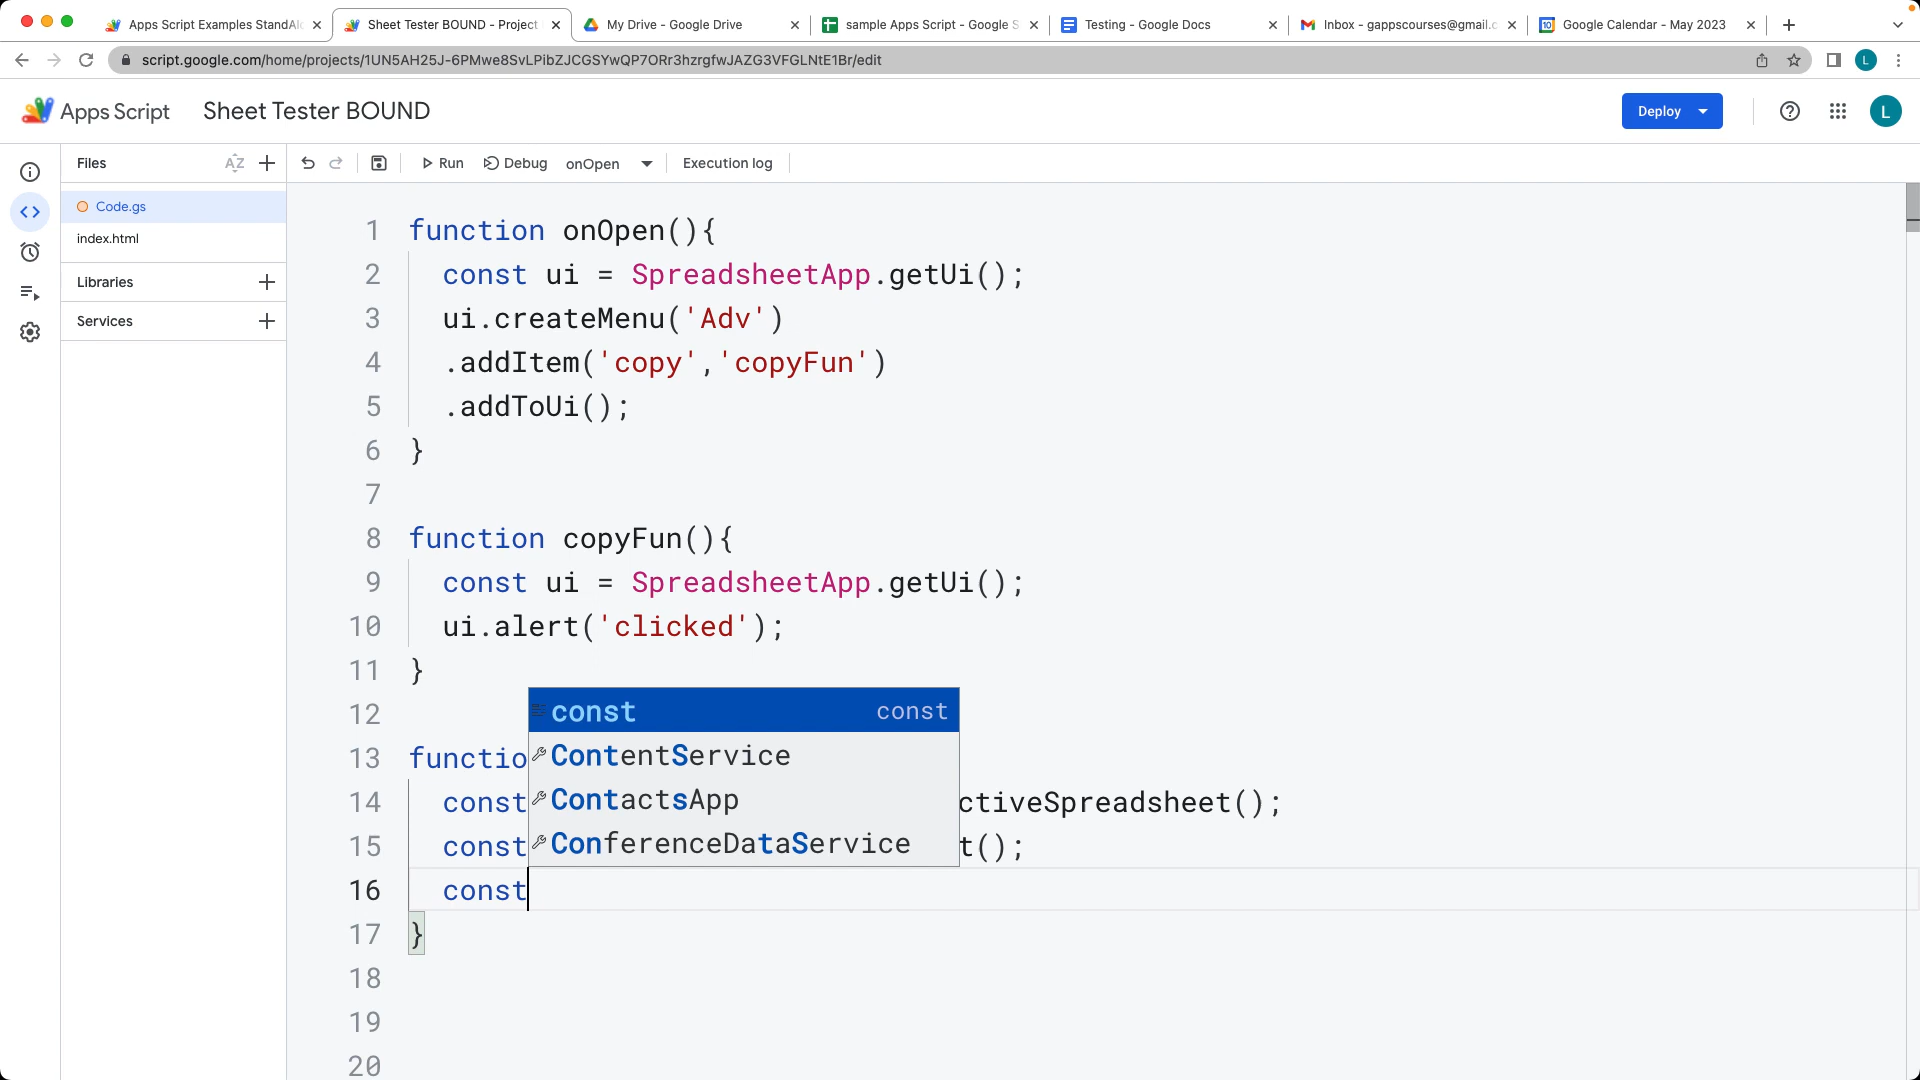 Apps Script Examples StandAl
Sheet Tester BOUND - Project
My Drive - Google Drive
sample Apps Script - Google S
Testing - Google Docs
Inbox - gappscourses@gmail.c
Google Calendar - May 2023
script.google.com/home/projects/1UN5AH25J-6PMwe8SvLPibZJCGSYwQP7ORr3hzrgfwJAZG3VFGLNtE1Br/edit
L
Apps Script
Sheet Tester BOUND
Deploy
L
Files
AZ
Run
Debug
onOpen
Execution log
Code.gs
index.html
Libraries
Services
1 function onOpen(){
2 const ui = SpreadsheetApp.getUi();
3 ui.createMenu('Adv')
4 .addItem('copy','copyFun')
5 .addToUi();
6 }
7
8 function copyFun(){
9 const ui = SpreadsheetApp.getUi();
10 ui.alert('clicked');
11 }
12
const const
ContentService
ContactsApp
ConferenceDataService
13 functio
14 const ctiveSpreadsheet();
15 const t();
16 const
17 }
18
19
20